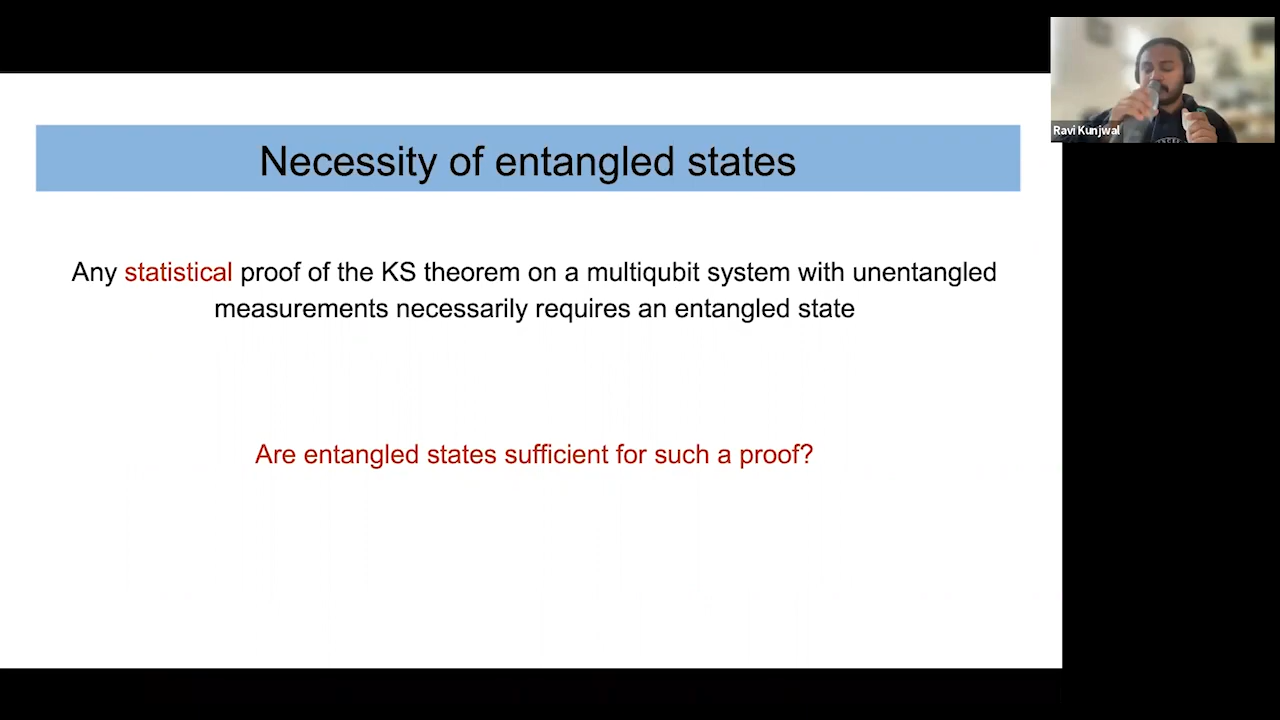 Necessity of entangled states
Any statistical proof of the KS theorem on a multiqubit system with unentangled
measurements necessarily requires an entangled state
Are entangled states sufficient for such a proof?
Ravi Kunjwal